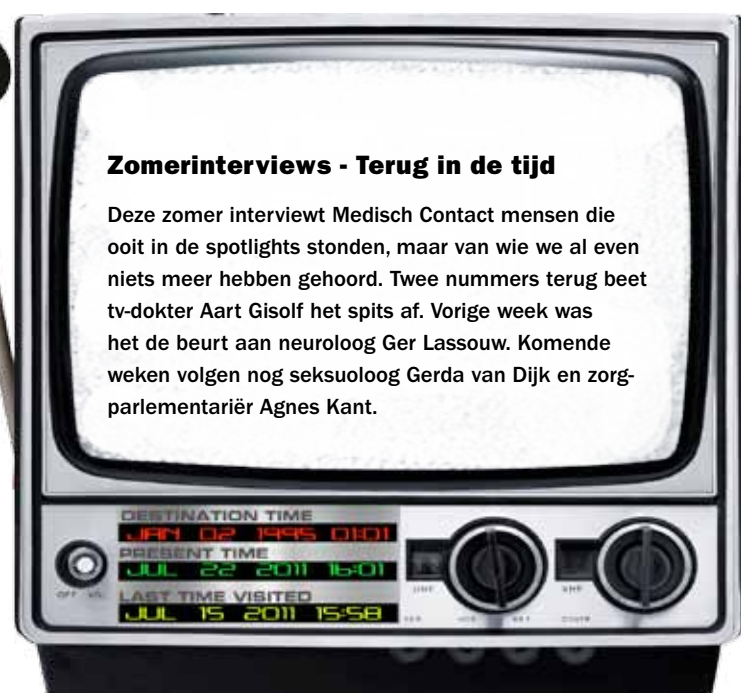 Zomerinterviews - Terug in de tijd
Deze zomer interviewt Medisch Contact mensen die
ooit in de spotlights stonden, maar van wie we al even
niets meer hebben gehoord. Twee nummers terug beet
tv-dokter Aart Gisolf het spits af. Vorige week was
het de beurt aan neuroloog Ger Lassouw. Komende
weken volgen nog seksuoloog Gerda van Dijk en zorg-
parlementariër Agnes Kant.
DESTINATION TIME
JAN 02 1995 01:01
PRESENT TIME
JUL 22 2011 16:01
LAST TIME VISITED
JUL 15 2011 15:58
OFF
UHF
VHF